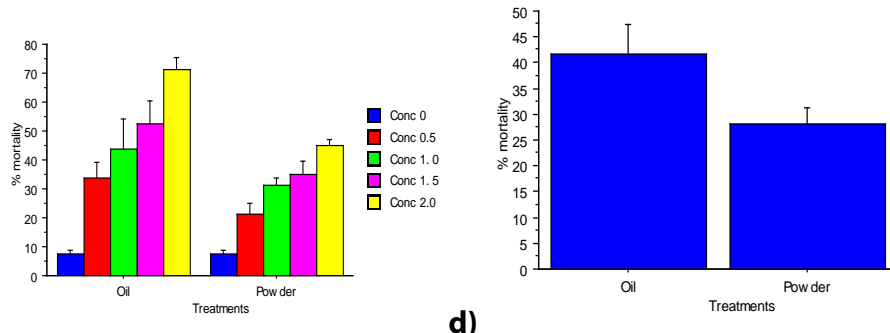 80
70
60
50
40
30
20
10
0
% mortality
Oil
Pow der
Treatments
Conc 0
Conc 0.5
Conc 1. 0
Conc 1. 5
Conc 2.0
50
45
40
35
30
25
20
15
10
5
0
% mortality
Oil
Pow der
Treatments
d)